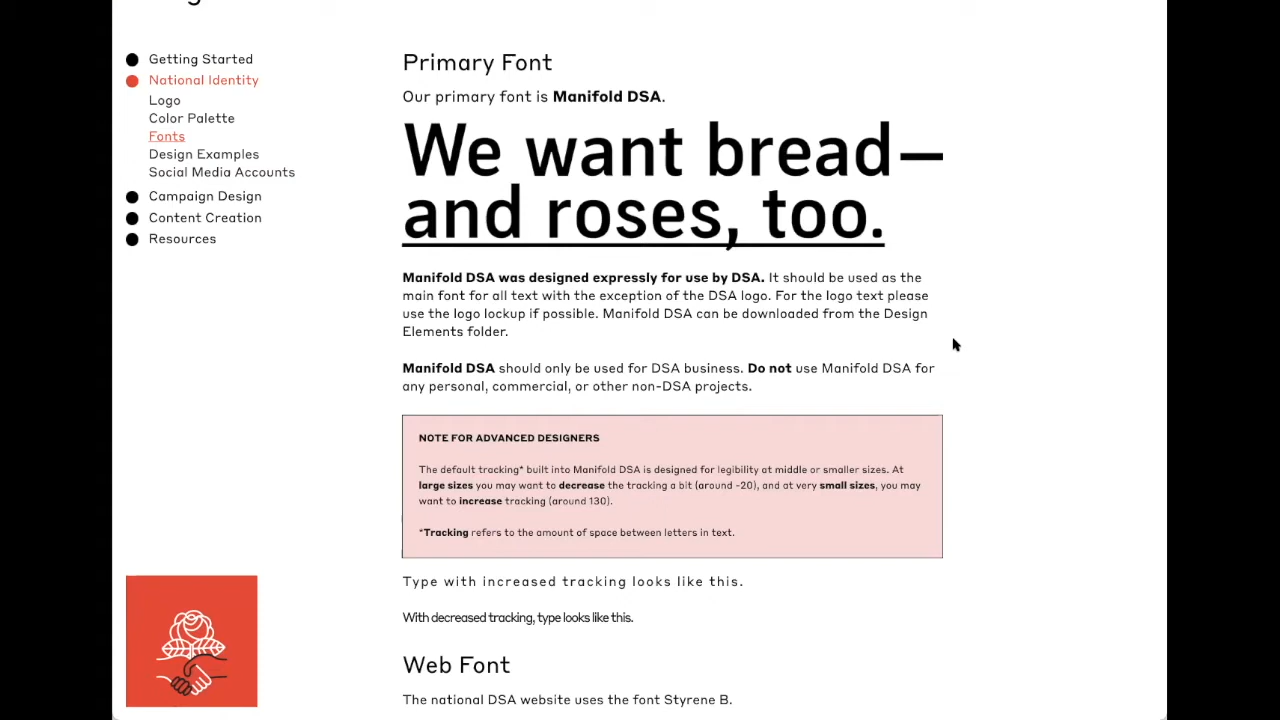 Getting Started
National Identity
Logo
Color Palette
Fonts
Design Examples
Social Media Accounts
Campaign Design
Content Creation
Resources
Primary Font
Our primary font is Manifold DSA.
We want bread—
and roses, too.
Manifold DSA was designed expressly for use by DSA. It should be used as the
main font for all text with the exception of the DSA logo. For the logo text please
use the logo lockup if possible. Manifold DSA can be downloaded from the Design
Elements folder.
Manifold DSA should only be used for DSA business. Do not use Manifold DSA for
any personal, commercial, or other non-DSA projects.
NOTE FOR ADVANCED DESIGNERS
The default tracking* built into Manifold DSA is designed for legibility at middle or smaller sizes. At
large sizes you may want to decrease the tracking a bit (around -20), and at very small sizes, you may
want to increase tracking (around 130).
*Tracking refers to the amount of space between letters in text.
Type with increased tracking looks like this.
With decreased tracking, type looks like this.
Web Font
The national DSA website uses the font Styrene B.